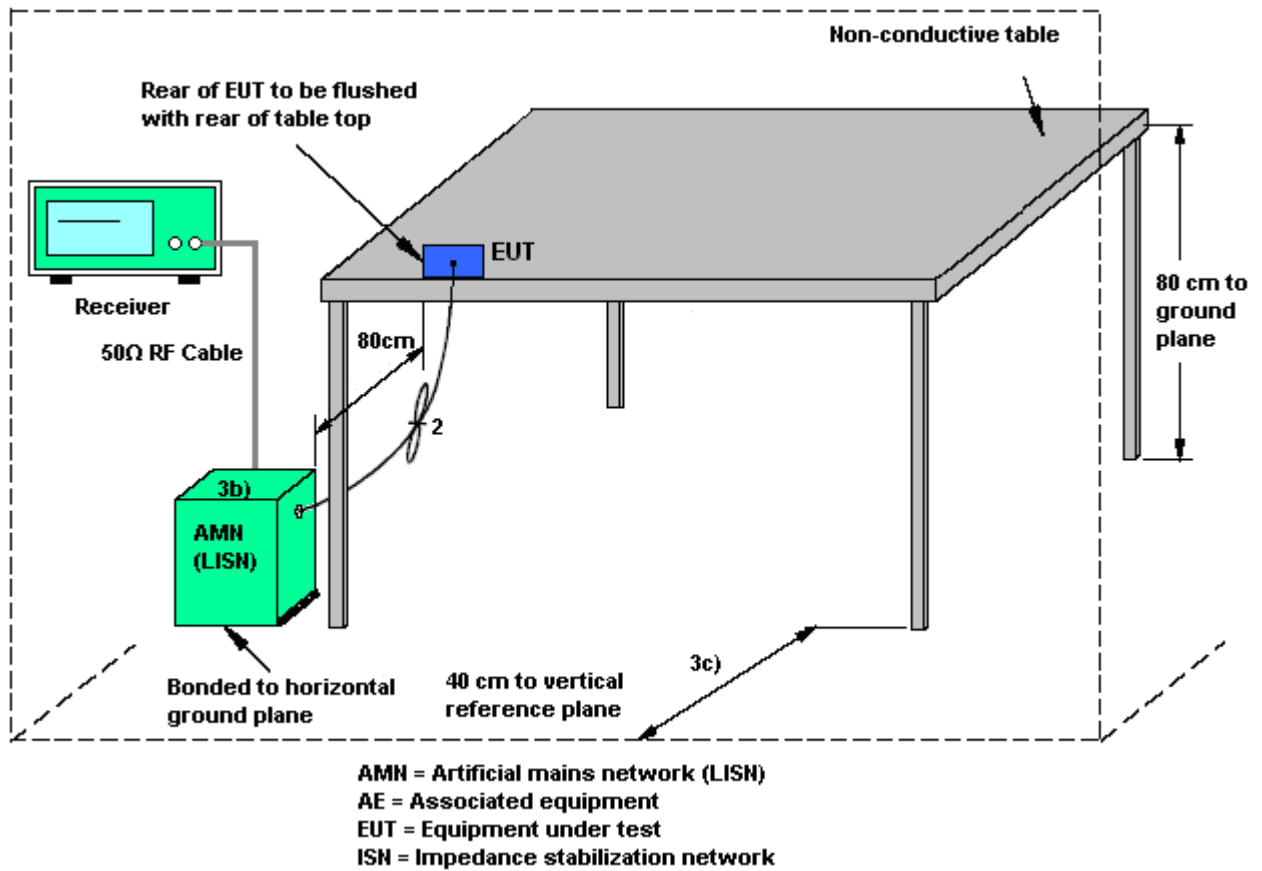 Non-conductive table
Rear of EUT to be flushed
with rear of table top
EUT
Receiver
80cm
80 cm to
ground
plane
50Ω RF Cable
2
3b)
AMN
(LISN)
3c)
Bonded to horizontal
ground plane
40 cm to vertical
reference plane
AMN = Artificial mains network (LISN)
AE = Associated equipment
EUT = Equipment under test
ISN = Impedance stabilization network